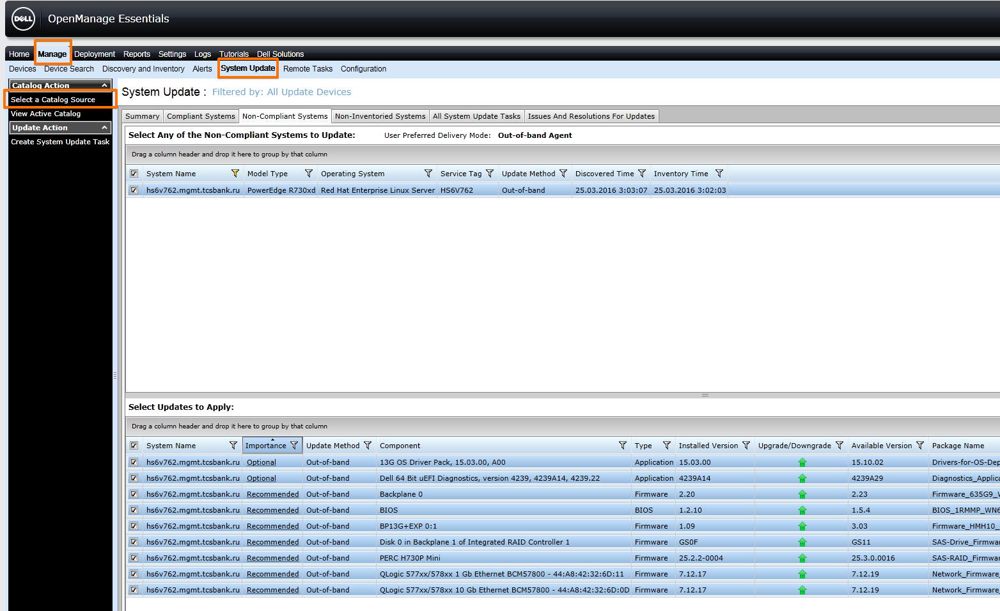 DELL OpenManage Essentials
Home Manage Deployment Reports Settings Logs Tutorials Dell Solutions
Devices Device Search Discovery and Inventory Alerts System Update Remote Tasks Configuration
Catalog Action
Select a Catalog Source
View Active Catalog
Update Action
Create System Update Task
System Update : Filtered by: All Update Devices
Summary Compliant Systems Non-Compliant Systems Non-Inventoried Systems All System Update Tasks Issues And Resolutions For Updates
Select Any of the Non-Compliant Systems to Update: User Preferred Delivery Mode: Out-of-band Agent
Drag a column header and drop it here to group by that column
System Name Model Type Operating System Service Tag Update Method Discovered Time Inventory Time
hs6v762.mgmt.tcsbank.ru PowerEdge R730xd Red Hat Enterprise Linux Server HS6V762 Out-of-band 25.03.2016 3:03:07 25.03.2016 3:02:03
Select Updates to Apply:
Drag a column header and drop it here to group by that column
System Name Importance Update Method Component Type Installed Version Upgrade/Downgrade Available Version Package Name
hs6v762.mgmt.tcsbank.ru Optional Out-of-band 13G OS Driver Pack, 15.03.00, A00 Application 15.03.00 15.10.02 Drivers-for-OS-Dep
hs6v762.mgmt.tcsbank.ru Optional Out-of-band Dell 64 Bit uEFI Diagnostics, version 4239, 4239A14, 4239.22 Application 4239A14 4239A29 Diagnostics_Applica
hs6v762.mgmt.tcsbank.ru Recommended Out-of-band Backplane 0 Firmware 2.20 2.23 Firmware_635G9_W
hs6v762.mgmt.tcsbank.ru Recommended Out-of-band BIOS BIOS 1.2.10 1.5.4 BIOS_1RMMP_WN6
hs6v762.mgmt.tcsbank.ru Recommended Out-of-band BP13G+EXP 0:1 Firmware 1.09 3.03 Firmware_HMH10_
hs6v762.mgmt.tcsbank.ru Recommended Out-of-band Disk 0 in Backplane 1 of Integrated RAID Controller 1 Firmware GS0F GS11 SAS-Drive_Firmwar
hs6v762.mgmt.tcsbank.ru Recommended Out-of-band PERC H730P Mini Firmware 25.2.2-0004 25.3.0.0016 SAS-RAID_Firmwar
hs6v762.mgmt.tcsbank.ru Recommended Out-of-band QLogic 577xx/578xx 1 Gb Ethernet BCM57800 - 44:A8:42:32:6D:11 Firmware 7.12.17 7.12.19 Network_Firmware_
hs6v762.mgmt.tcsbank.ru Recommended Out-of-band QLogic 577xx/578xx 10 Gb Ethernet BCM57800 - 44:A8:42:32:6D:0D Firmware 7.12.17 7.12.19 Network_Firmware_